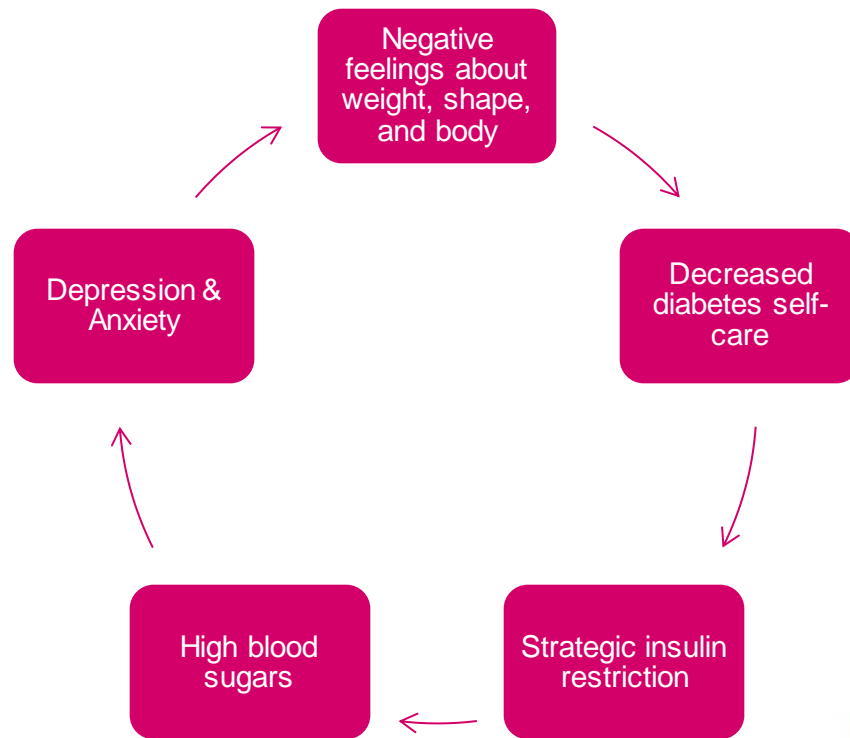 Negative
feelings about
weight, shape,
and body
Decreased
diabetes self-
care
Strategic insulin
restriction
High blood
sugars
Depression &
Anxiety